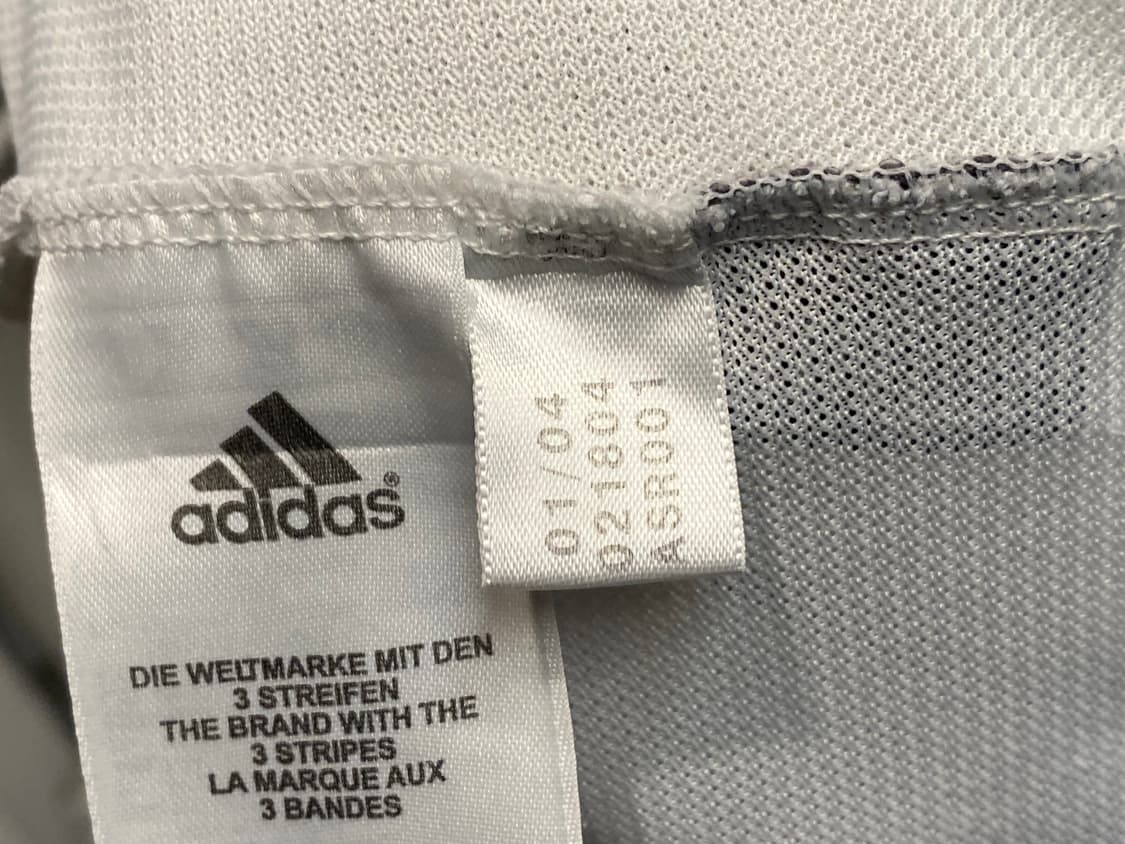 adidas®
DIE WELTMARKE MIT DEN
3 STREIFEN
THE BRAND WITH THE
3 STRIPES
LA MARQUE AUX
3 BANDES
01/04
021804
ASR001